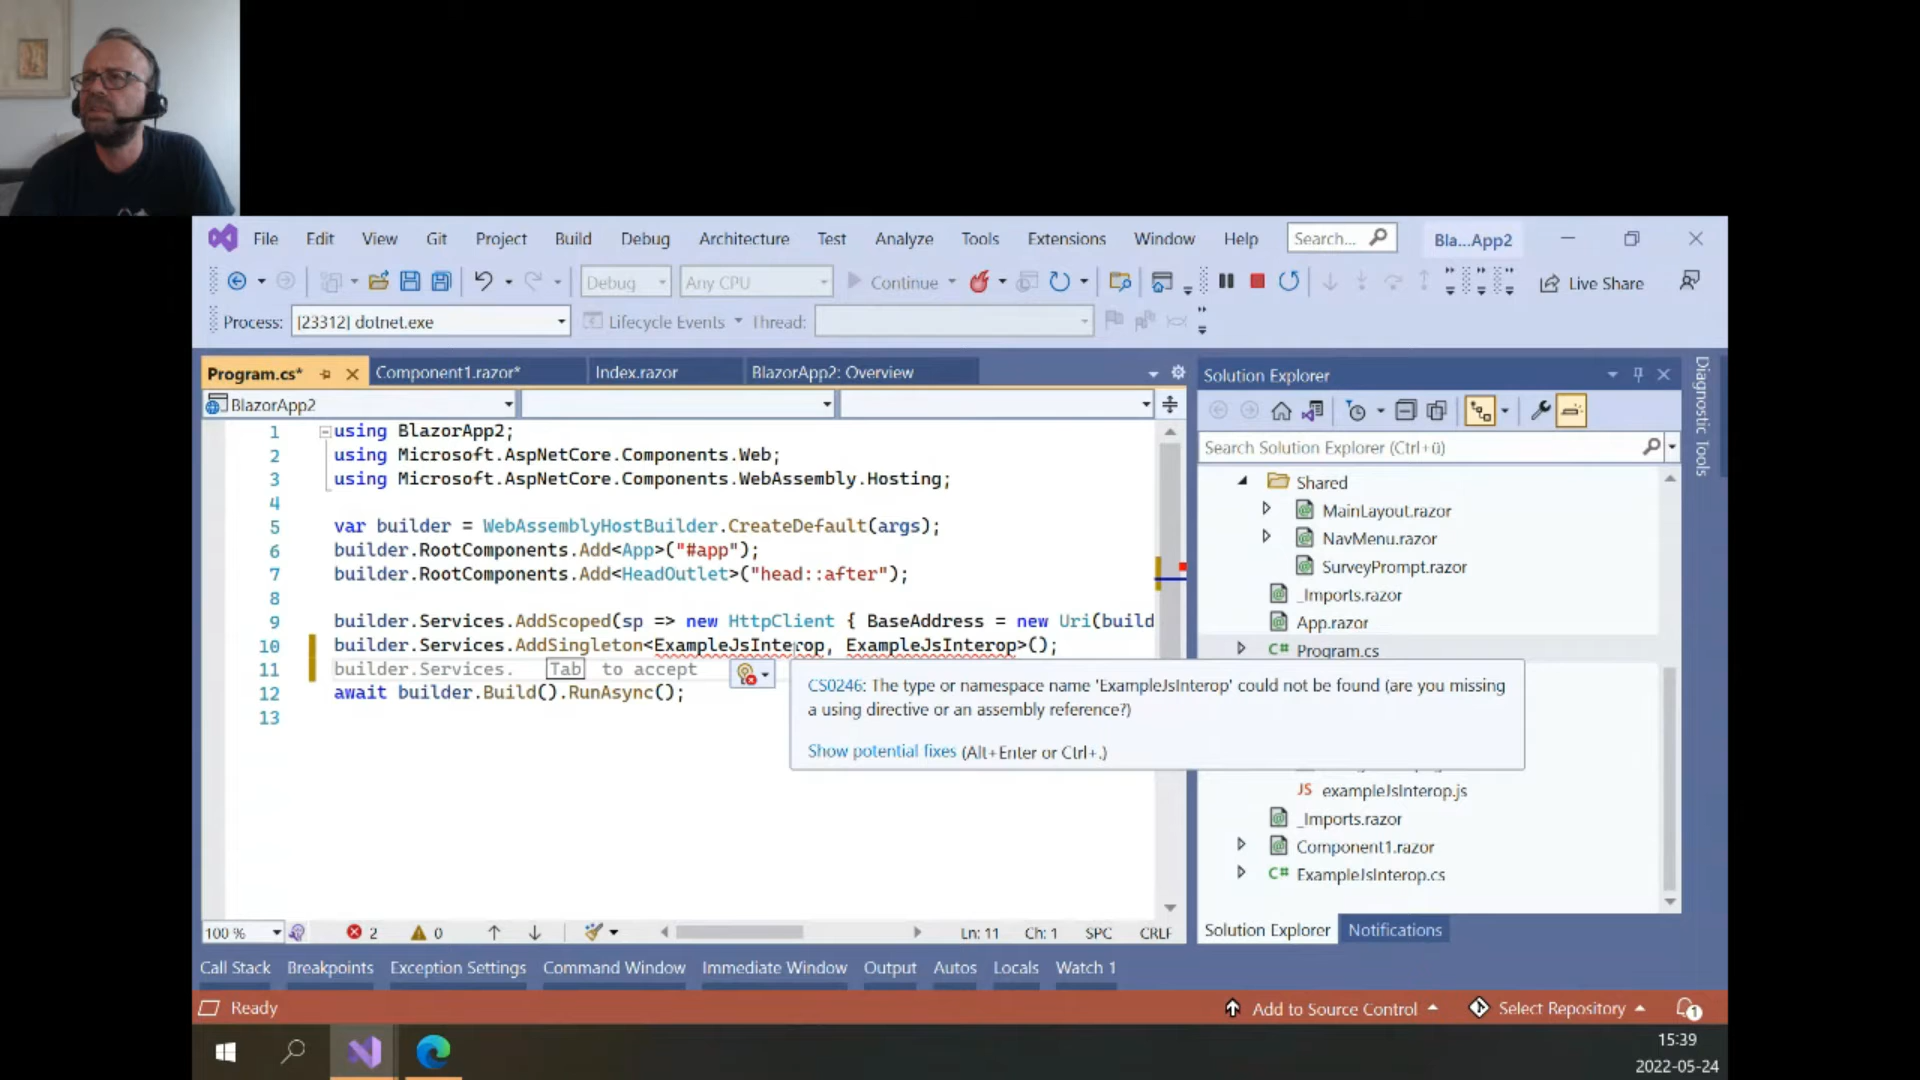 File Edit View Git Project Build Debug Architecture Test Analyze Tools Extensions Window Help Search... Bla...App2
Debug Any CPU Continue Live Share
Process: [23312] dotnet.exe Lifecycle Events Thread:
Program.cs* Component1.razor* Index.razor BlazorApp2: Overview
BlazorApp2
1 using BlazorApp2;
2 using Microsoft.AspNetCore.Components.Web;
3 using Microsoft.AspNetCore.Components.WebAssembly.Hosting;
4
5 var builder = WebAssemblyHostBuilder.CreateDefault(args);
6 builder.RootComponents.Add<App>("#app");
7 builder.RootComponents.Add<HeadOutlet>("head::after");
8
9 builder.Services.AddScoped(sp => new HttpClient { BaseAddress = new Uri(build
10 builder.Services.AddSingleton<ExampleJsInterop, ExampleJsInterop>();
11 builder.Services. Tab to accept
12 await builder.Build().RunAsync();
13
CS0246: The type or namespace name 'ExampleJsInterop' could not be found (are you missing
a using directive or an assembly reference?)
Show potential fixes (Alt+Enter or Ctrl+.)
100 % 2 0 Ln: 11 Ch: 1 SPC CRLF
Solution Explorer
Search Solution Explorer (Ctrl+ü)
Shared
MainLayout.razor
NavMenu.razor
SurveyPrompt.razor
_Imports.razor
App.razor
C# Program.cs
JS exampleJsInterop.js
_Imports.razor
Component1.razor
C# ExampleJsInterop.cs
Solution Explorer Notifications
Diagnostic Tools
Call Stack Breakpoints Exception Settings Command Window Immediate Window Output Autos Locals Watch 1
Ready Add to Source Control Select Repository 1
15:39
2022-05-24